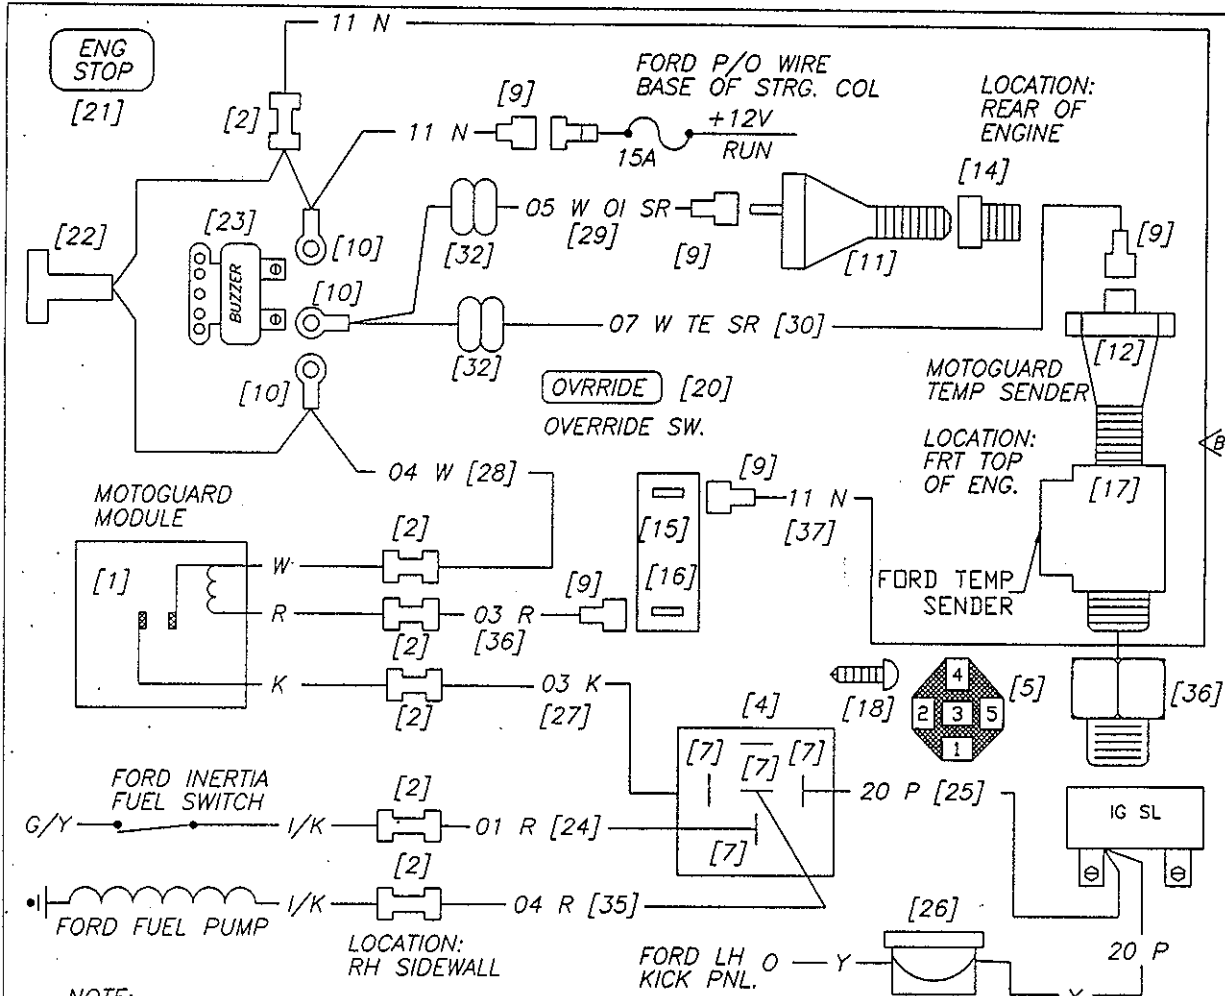 11 N
ENG
STOP
[21]
[2]
[9]
FORD P/O WIRE
BASE OF STRG. COL
+12V
RUN
15A
11 N
LOCATION:
REAR OF
ENGINE
[14]
[22]
[23]
BUZZER
[10]
[10]
[10]
[32]
05 W OI SR
[29]
[9]
[11]
[9]
[32]
07 W TE SR [30]
[12]
MOTOGUARD
TEMP SENDER
OVRRIDE [20]
OVERRIDE SW.
LOCATION:
FRT TOP
OF ENG.
B
04 W [28]
[9]
11 N
[37]
[15]
[16]
[17]
FORD TEMP
SENDER
MOTOGUARD
MODULE
[1]
W
[2]
R
[2]
03 R
[36]
[9]
K
[2]
03 K
[27]
[4]
[18]
4
2 3 5
1
[5]
[36]
[7] [7] [7]
[7]
20 P [25]
IG SL
FORD INERTIA
FUEL SWITCH
G/Y
I/K
[2]
01 R [24]
[2]
I/K
04 R [35]
FORD FUEL PUMP
LOCATION:
RH SIDEWALL
FORD LH
KICK PNL.
O
Y
[26]
20 P
Y
NOTE: